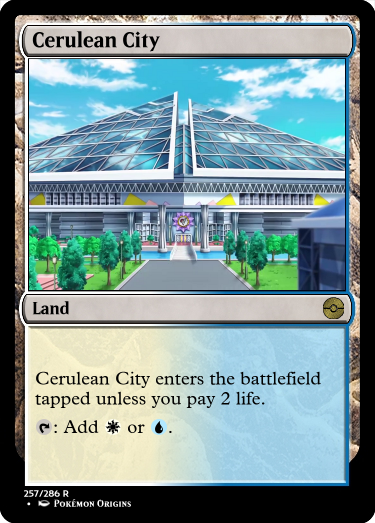 Cerulean City
Land
Cerulean City enters the battlefield
tapped unless you pay 2 life.
: Add or .
257/286 R
• Pokémon Origins